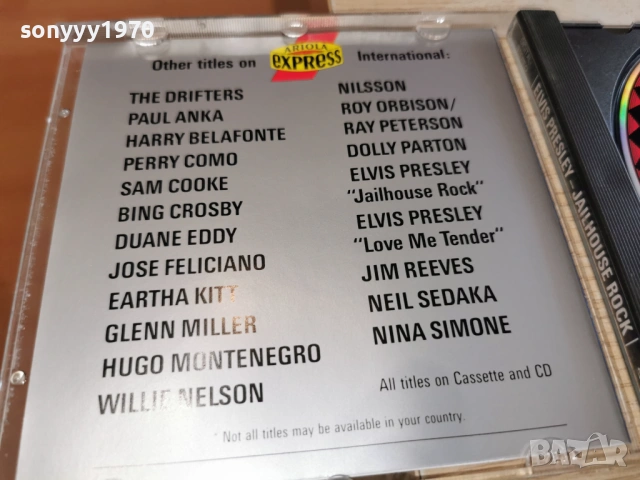 sonyyy1970
Other titles on ARIOLA EXPRESS International:
THE DRIFTERS
PAUL ANKA
HARRY BELAFONTE
PERRY COMO
SAM COOKE
BING CROSBY
DUANE EDDY
JOSE FELICIANO
EARTHA KITT
GLENN MILLER
HUGO MONTENEGRO
WILLIE NELSON
NILSSON
ROY ORBISON/
RAY PETERSON
DOLLY PARTON
ELVIS PRESLEY
"Jailhouse Rock"
ELVIS PRESLEY
"Love Me Tender"
JIM REEVES
NEIL SEDAKA
NINA SIMONE
All titles on Cassette and CD
* Not all titles may be available in your country.
ELVIS PRESLEY – JAILHOUSE ROCK
BAZAR.BG